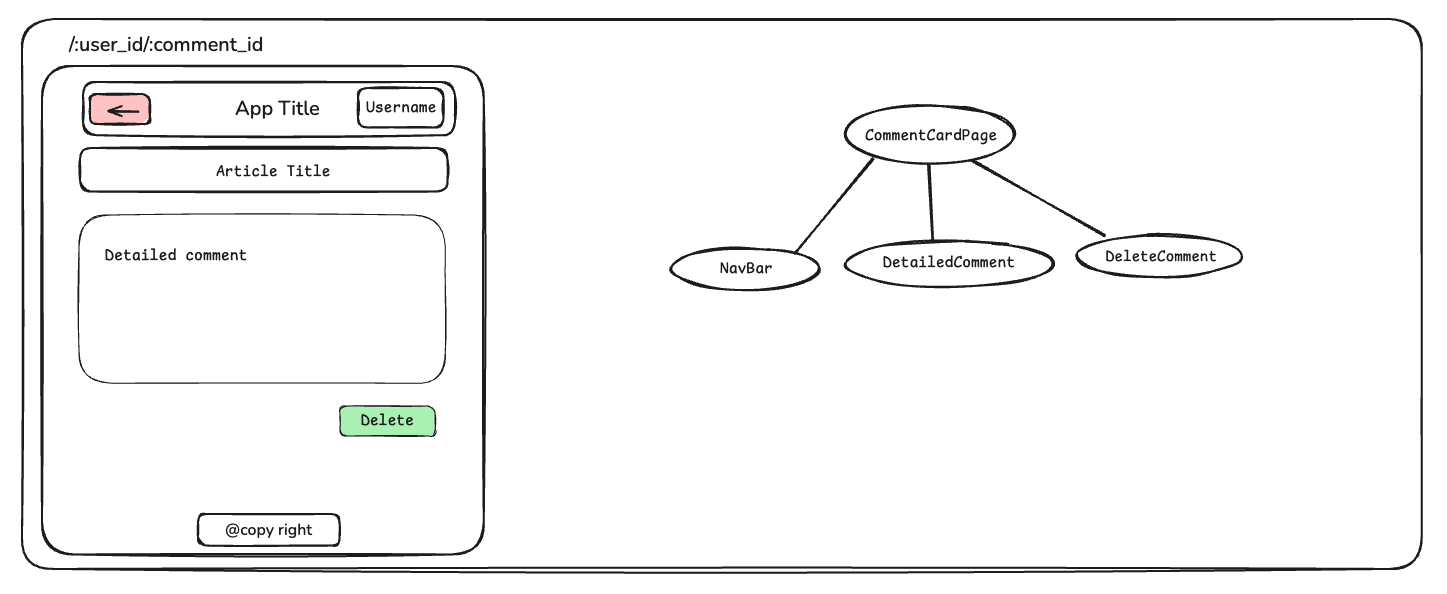 /:user_id/:comment_id
App Title
Username
Article Title
Detailed comment
Delete
@copy right
CommentCardPage
NavBar
DetailedComment
DeleteComment